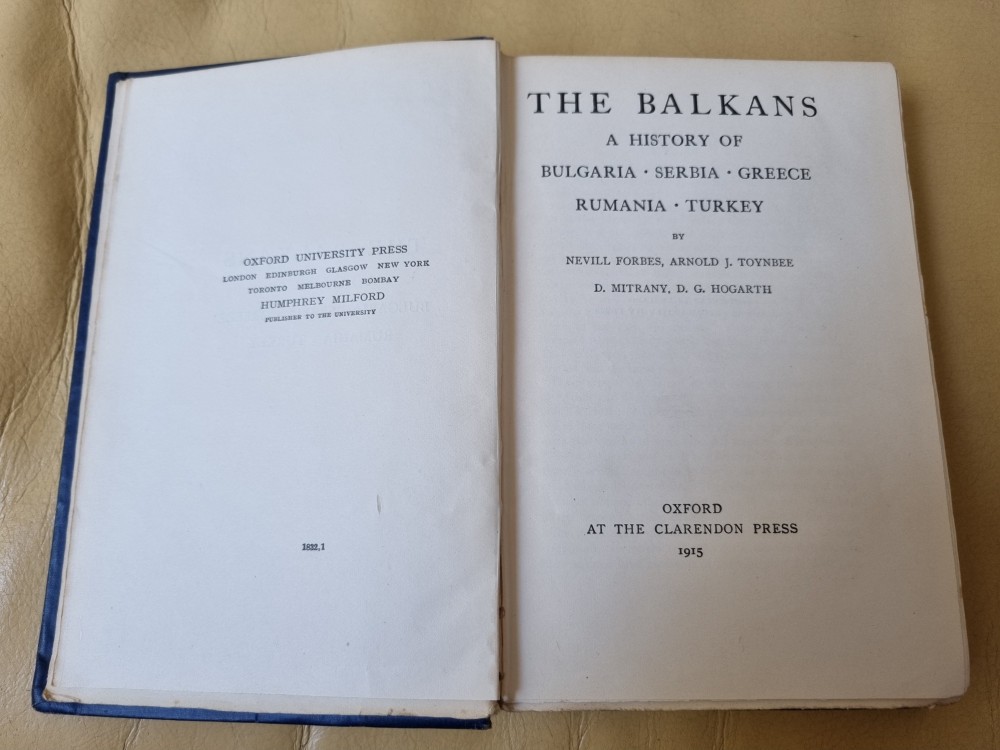 OXFORD UNIVERSITY PRESS
LONDON EDINBURGH GLASGOW NEW YORK
TORONTO MELBOURNE BOMBAY
HUMPHREY MILFORD
PUBLISHER TO THE UNIVERSITY
1832,1
THE BALKANS
A HISTORY OF
BULGARIA · SERBIA · GREECE
RUMANIA · TURKEY
BY
NEVILL FORBES, ARNOLD J. TOYNBEE
D. MITRANY, D. G. HOGARTH
OXFORD
AT THE CLARENDON PRESS
1915